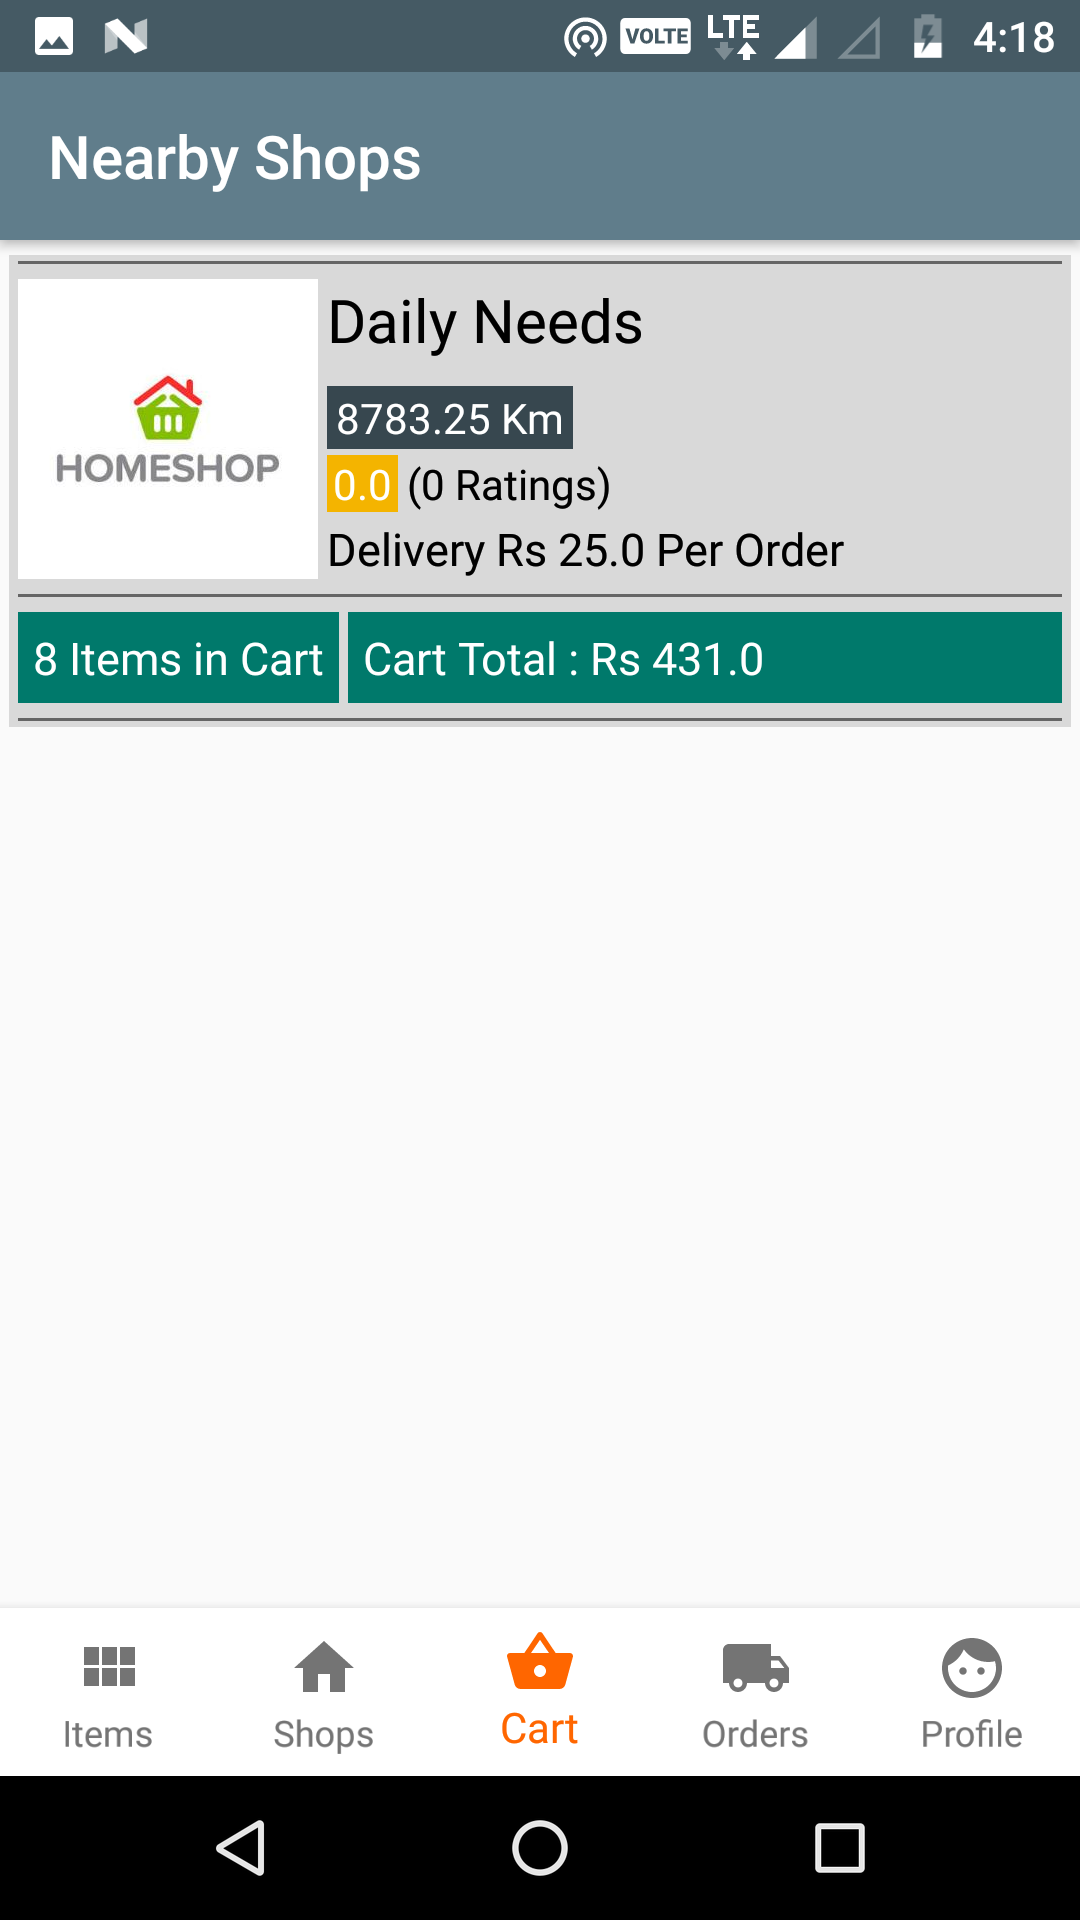 VOLTE LTE 4:18
Nearby Shops
Daily Needs
8783.25 Km
HOMESHOP
0.0 (0 Ratings)
Delivery Rs 25.0 Per Order
8 Items in Cart Cart Total : Rs 431.0
Items Shops Cart Orders Profile